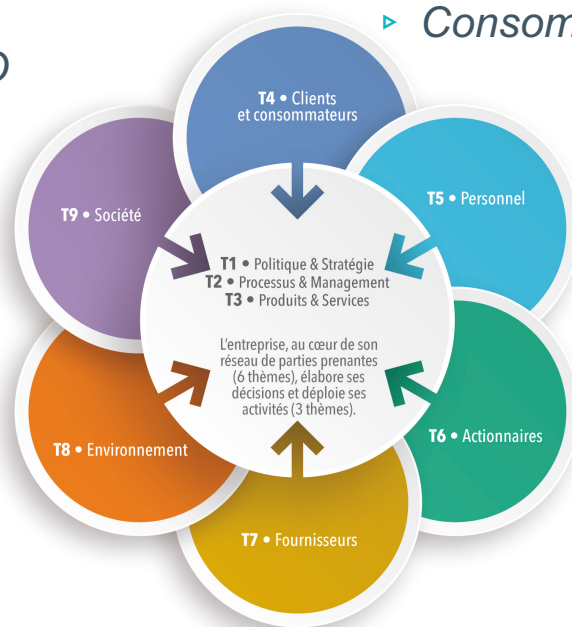 Consom
T4 • Clients
et consommateurs
T9 • Société
T5 • Personnel
T1 • Politique & Stratégie
T2 • Processus & Management
T3 • Produits & Services
L'entreprise, au cœur de son
réseau de parties prenantes
(6 thèmes), élabore ses
décisions et déploie ses
activités (3 thèmes).
T8 • Environnement
T6 • Actionnaires
T7 • Fournisseurs